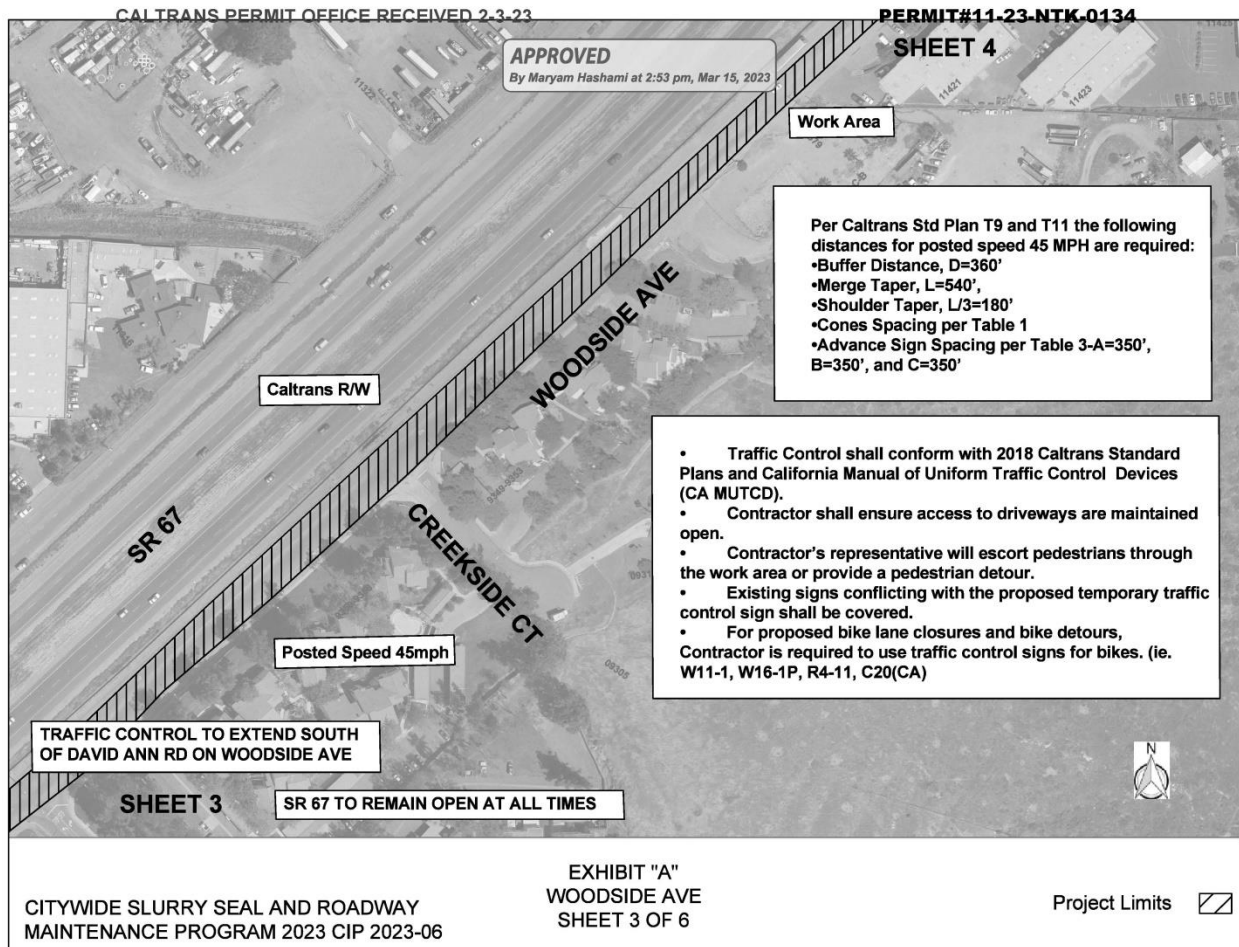 CALTRANS PERMIT OFFICE RECEIVED 2-3-23
PERMIT#11-23-NTK-0134
SHEET 4
APPROVED
By Maryam Hashami at 2:53 pm, Mar 15, 2023
11322
11421
11423
Work Area
Per Caltrans Std Plan T9 and T11 the following
distances for posted speed 45 MPH are required:
•Buffer Distance, D=360'
•Merge Taper, L=540',
•Shoulder Taper, L/3=180'
•Cones Spacing per Table 1
•Advance Sign Spacing per Table 3-A=350',
B=350', and C=350'
WOODSIDE AVE
Caltrans R/W
• Traffic Control shall conform with 2018 Caltrans Standard
Plans and California Manual of Uniform Traffic Control Devices
(CA MUTCD).
• Contractor shall ensure access to driveways are maintained
open.
• Contractor's representative will escort pedestrians through
the work area or provide a pedestrian detour.
• Existing signs conflicting with the proposed temporary traffic
control sign shall be covered.
• For proposed bike lane closures and bike detours,
Contractor is required to use traffic control signs for bikes. (ie.
W11-1, W16-1P, R4-11, C20(CA)
SR 67
CREEKSIDE CT
Posted Speed 45mph
09305
TRAFFIC CONTROL TO EXTEND SOUTH
OF DAVID ANN RD ON WOODSIDE AVE
SHEET 3
SR 67 TO REMAIN OPEN AT ALL TIMES
N
CITYWIDE SLURRY SEAL AND ROADWAY
MAINTENANCE PROGRAM 2023 CIP 2023-06
EXHIBIT "A"
WOODSIDE AVE
SHEET 3 OF 6
Project Limits